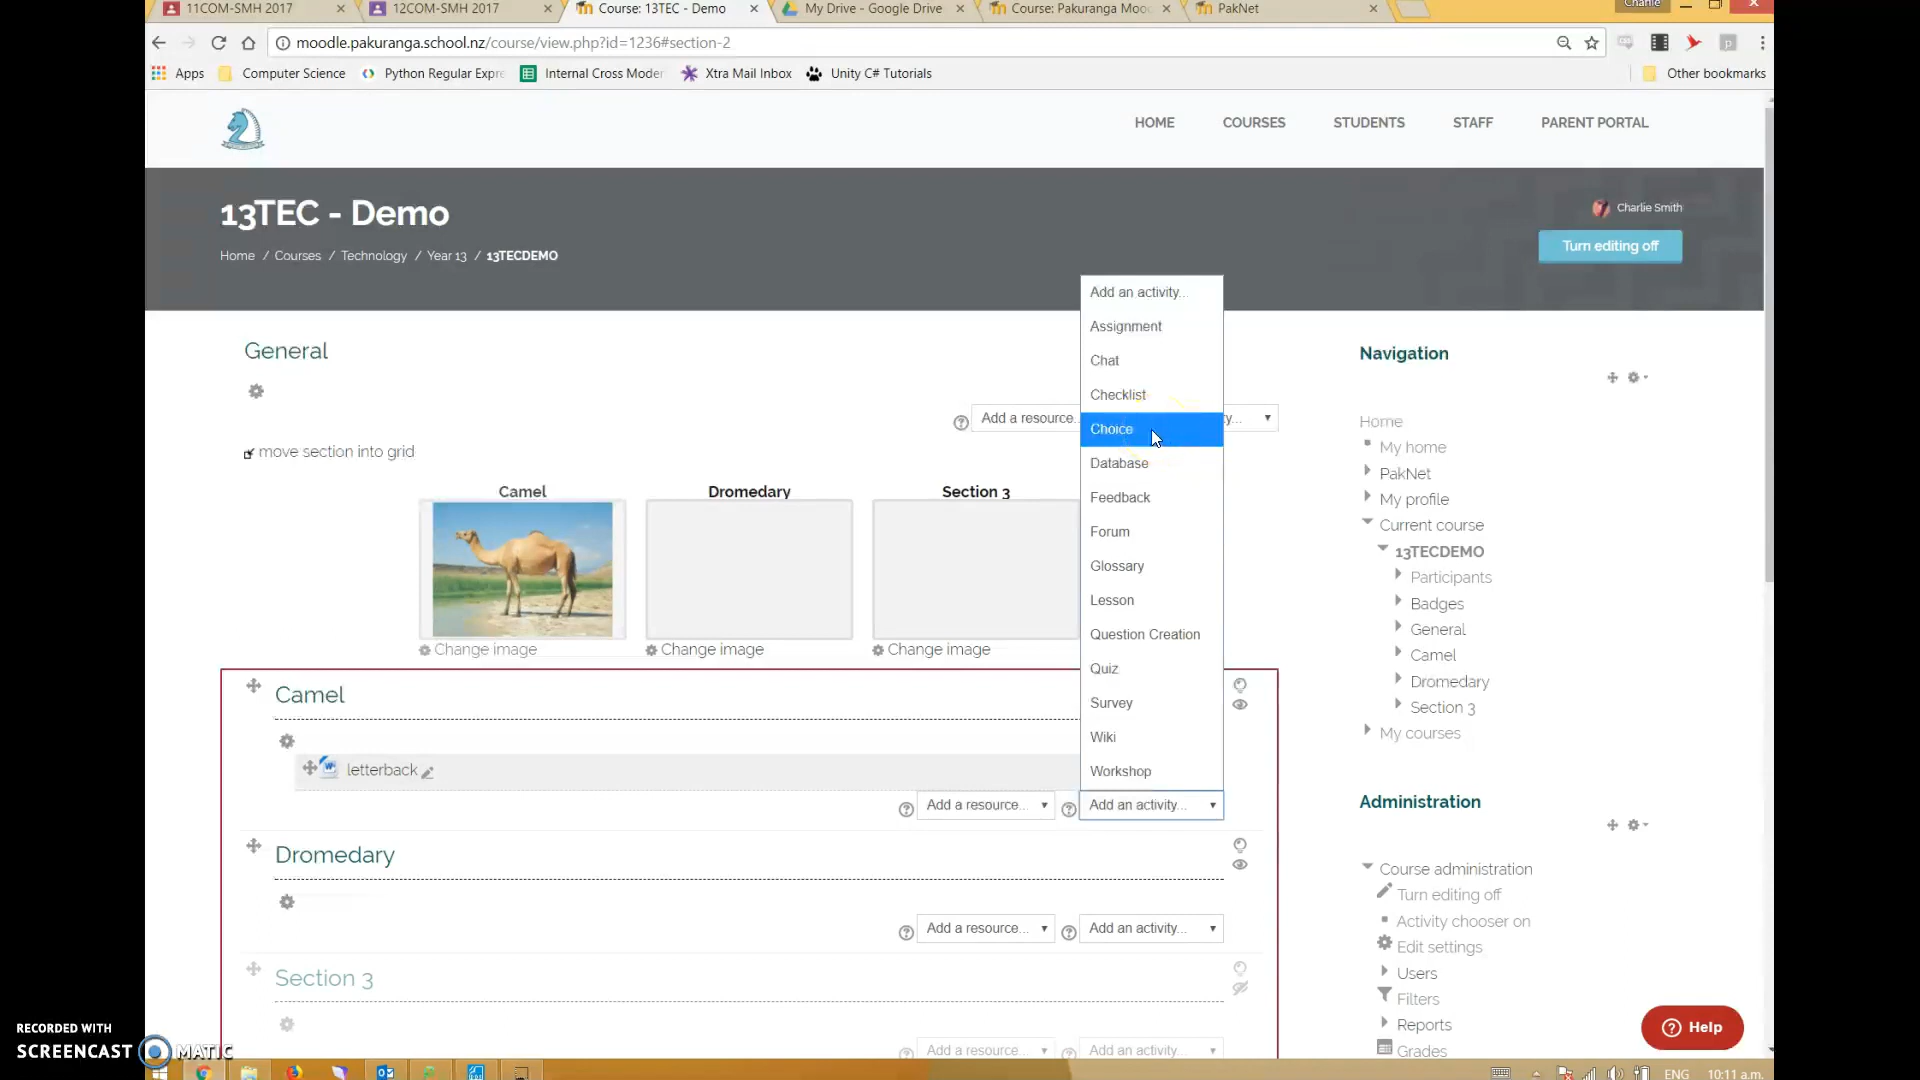 11COM-SMH 2017
12COM-SMH 2017
Course: 13TEC - Demo
My Drive - Google Drive
Course: Pakuranga Moo
PakNet
Charlie
moodle.pakuranga.school.nz/course/view.php?id=1236#section-2
Apps
Computer Science
Python Regular Expre
Internal Cross Moder
Xtra Mail Inbox
Unity C# Tutorials
Other bookmarks
HOME
COURSES
STUDENTS
STAFF
PARENT PORTAL
13TEC - Demo
Charlie Smith
Turn editing off
Home / Courses / Technology / Year 13 / 13TECDEMO
General
Add a resource...
ty...
move section into grid
Camel
Dromedary
Section 3
Change image
Change image
Change image
Camel
letterback
Add a resource...
Add an activity...
Add an activity...
Assignment
Chat
Checklist
Choice
Database
Feedback
Forum
Glossary
Lesson
Question Creation
Quiz
Survey
Wiki
Workshop
Dromedary
Add a resource...
Add an activity...
Section 3
Add a resource...
Add an activity...
Navigation
Home
My home
PakNet
My profile
Current course
13TECDEMO
Participants
Badges
General
Camel
Dromedary
Section 3
My courses
Administration
Course administration
Turn editing off
Activity chooser on
Edit settings
Users
Filters
Reports
Grades
Help
RECORDED WITH
SCREENCAST MATIC
ENG
10:11 a.m.